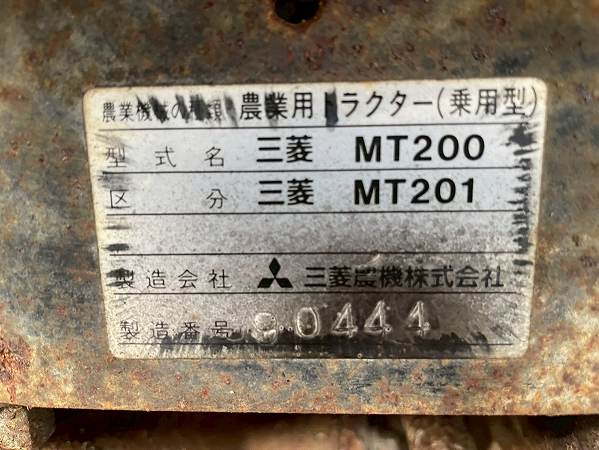 農業機械の種類 農業用トラクター(乗用型)
型式名 三菱 MT200
区分 三菱 MT201
製造会社 三菱農機株式会社
製造番号 90444